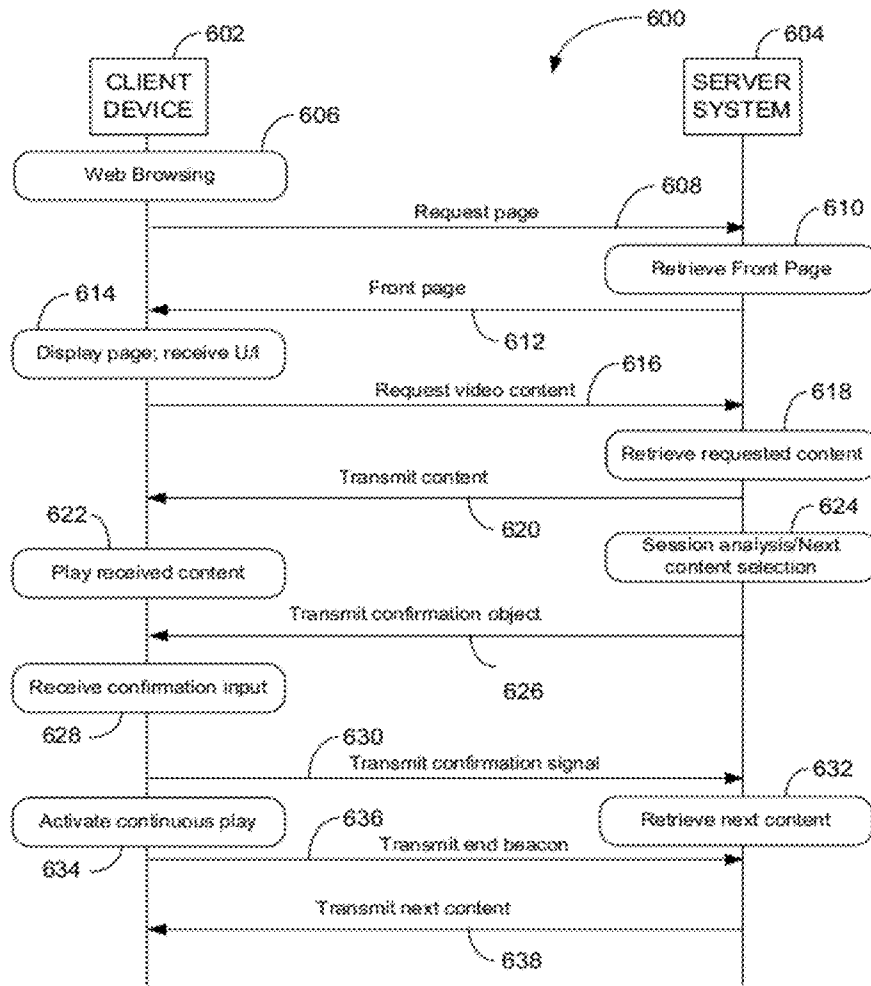 600
602
604
CLIENT
DEVICE
SERVER
SYSTEM
606
Web Browsing
608
Request page
610
Retrieve Front Page
614
Front page
612
Display page; receive U/I
616
Request video content
618
Retrieve requested content
Transmit content
622
620
624
Session analysis/Next
content selection
Play received content
Transmit confirmation object
626
Receive confirmation input
628
630
Transmit confirmation signal
632
Activate continuous play
Retrieve next content
634
636
Transmit end beacon
Transmit next content
638